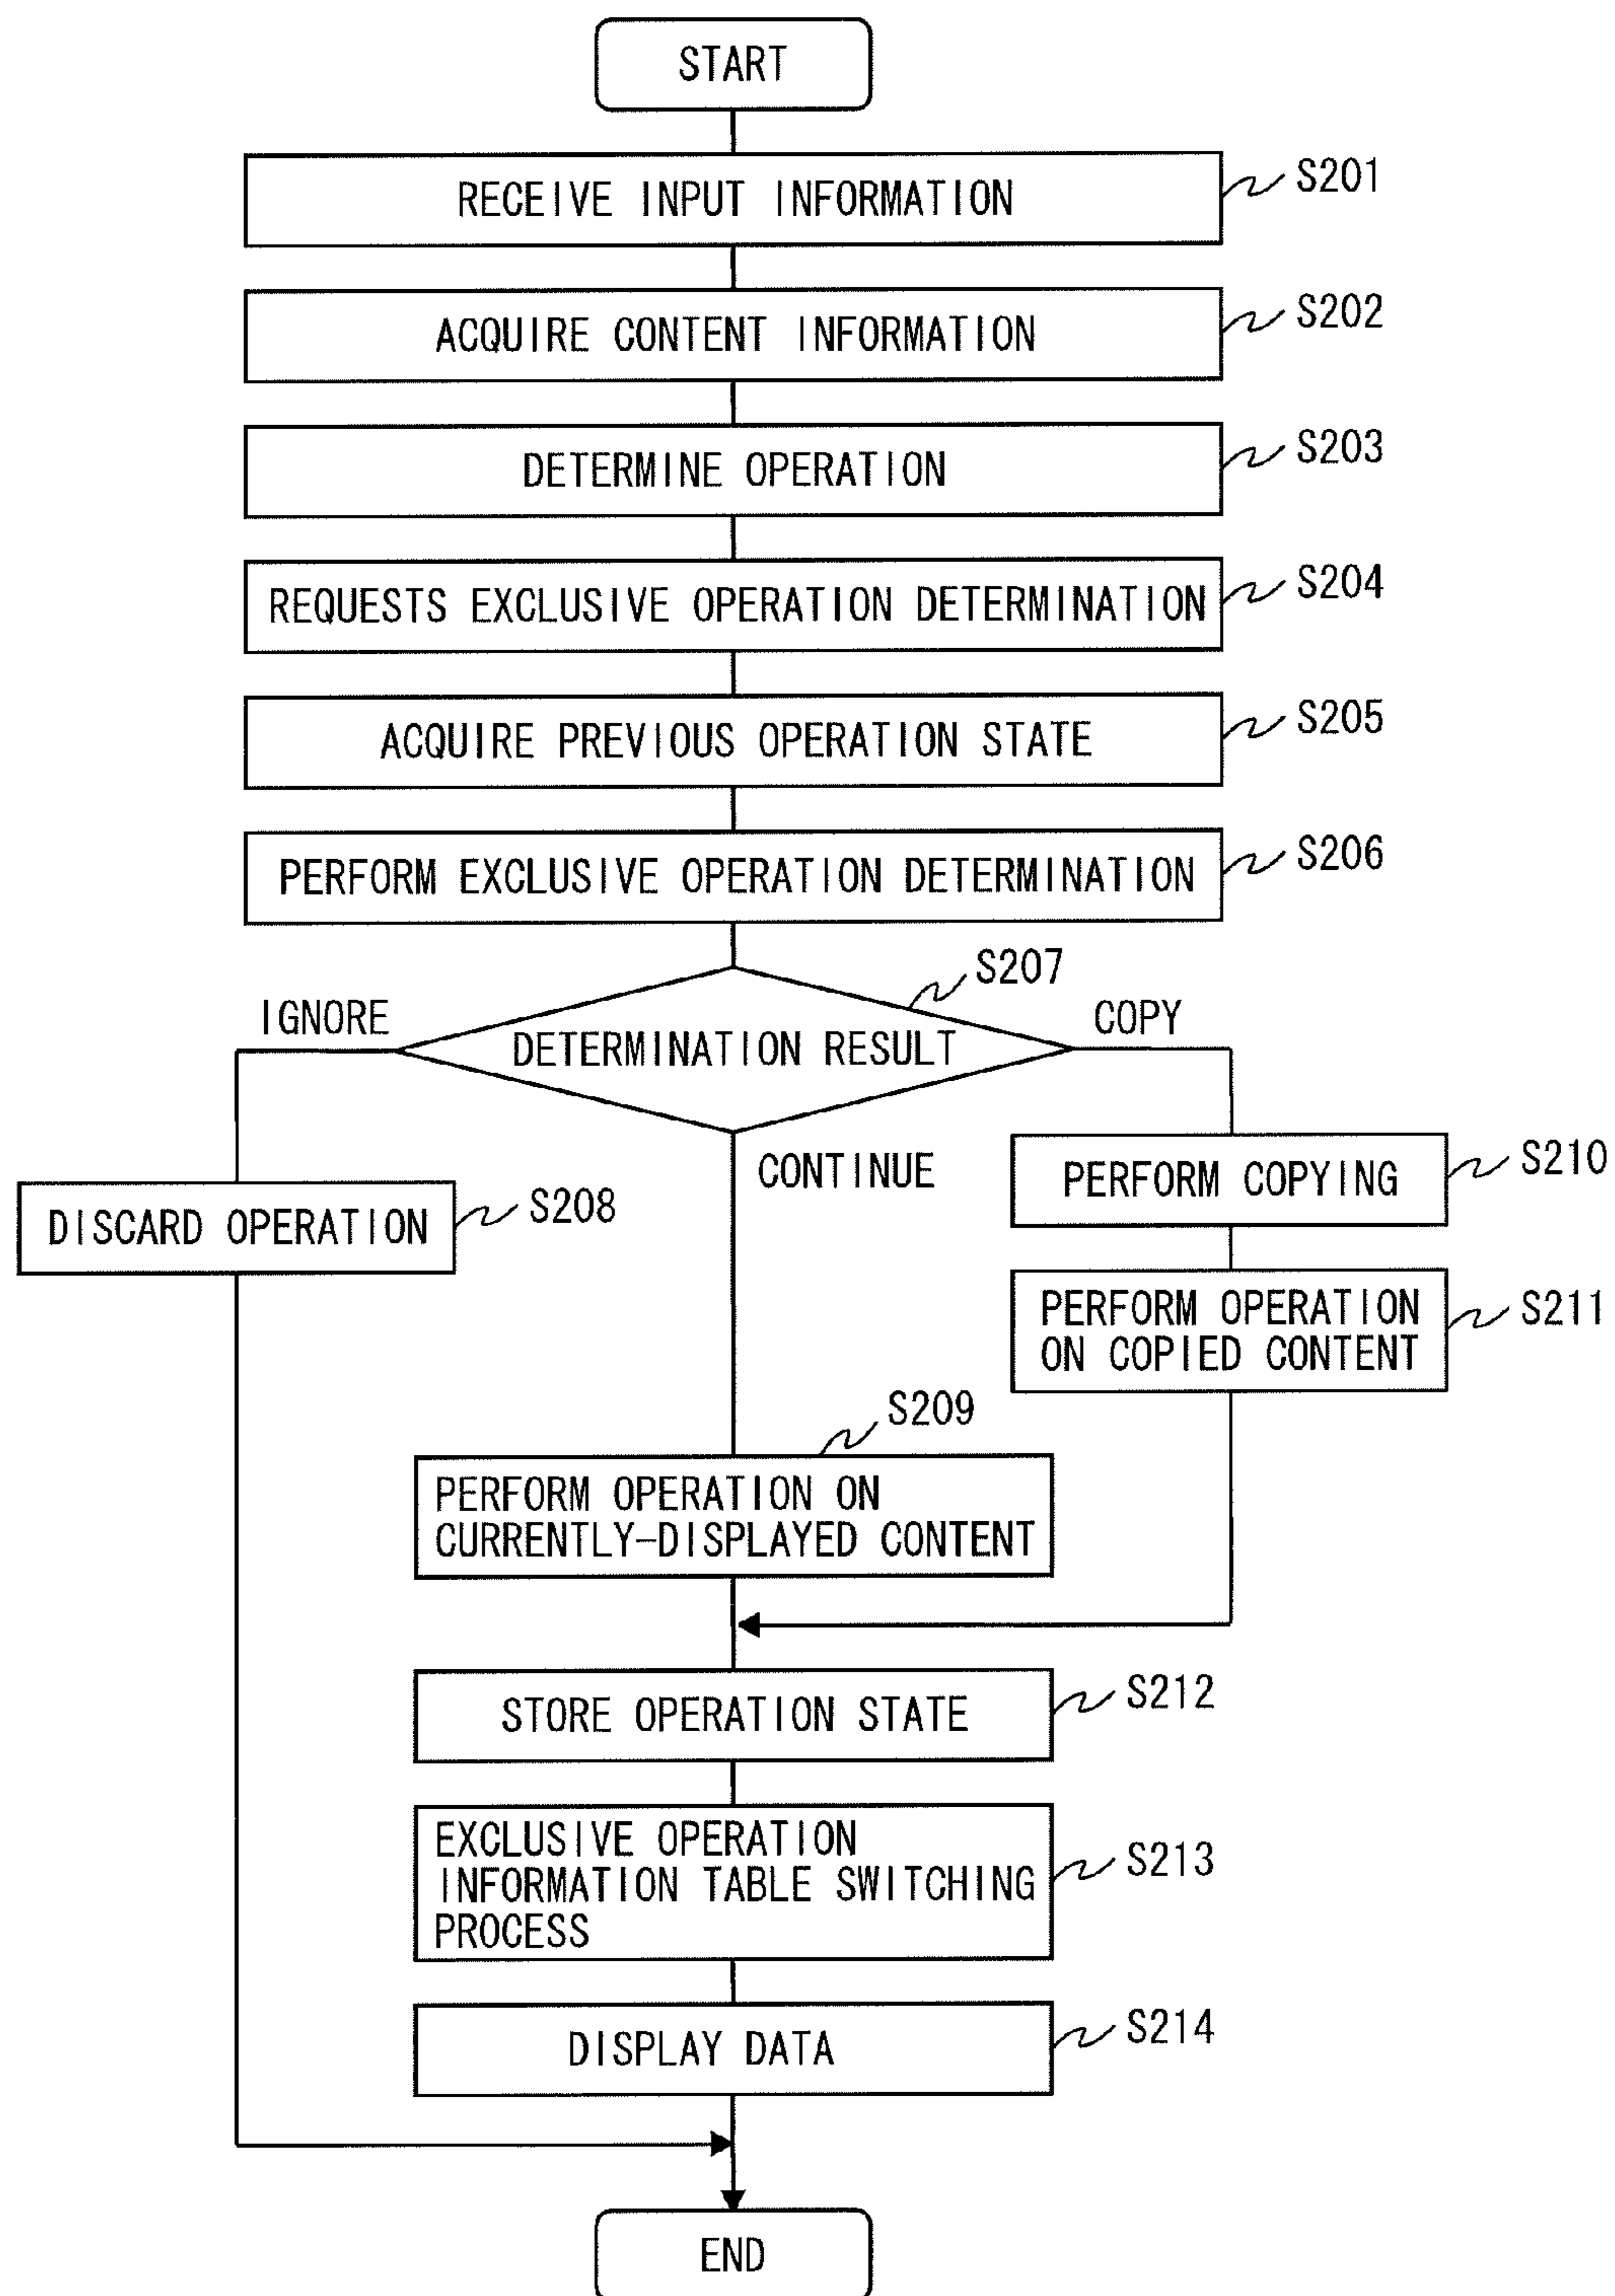 START
RECEIVE INPUT INFORMATION
S201
ACQUIRE CONTENT INFORMATION
S202
DETERMINE OPERATION
S203
REQUESTS EXCLUSIVE OPERATION DETERMINATION
S204
ACQUIRE PREVIOUS OPERATION STATE
S205
PERFORM EXCLUSIVE OPERATION DETERMINATION
S206
S207
IGNORE
DETERMINATION RESULT
COPY
CONTINUE
DISCARD OPERATION
S208
PERFORM COPYING
S210
PERFORM OPERATION
ON COPIED CONTENT
S211
S209
PERFORM OPERATION ON
CURRENTLY-DISPLAYED CONTENT
STORE OPERATION STATE
S212
EXCLUSIVE OPERATION
INFORMATION TABLE SWITCHING
PROCESS
S213
DISPLAY DATA
S214
END